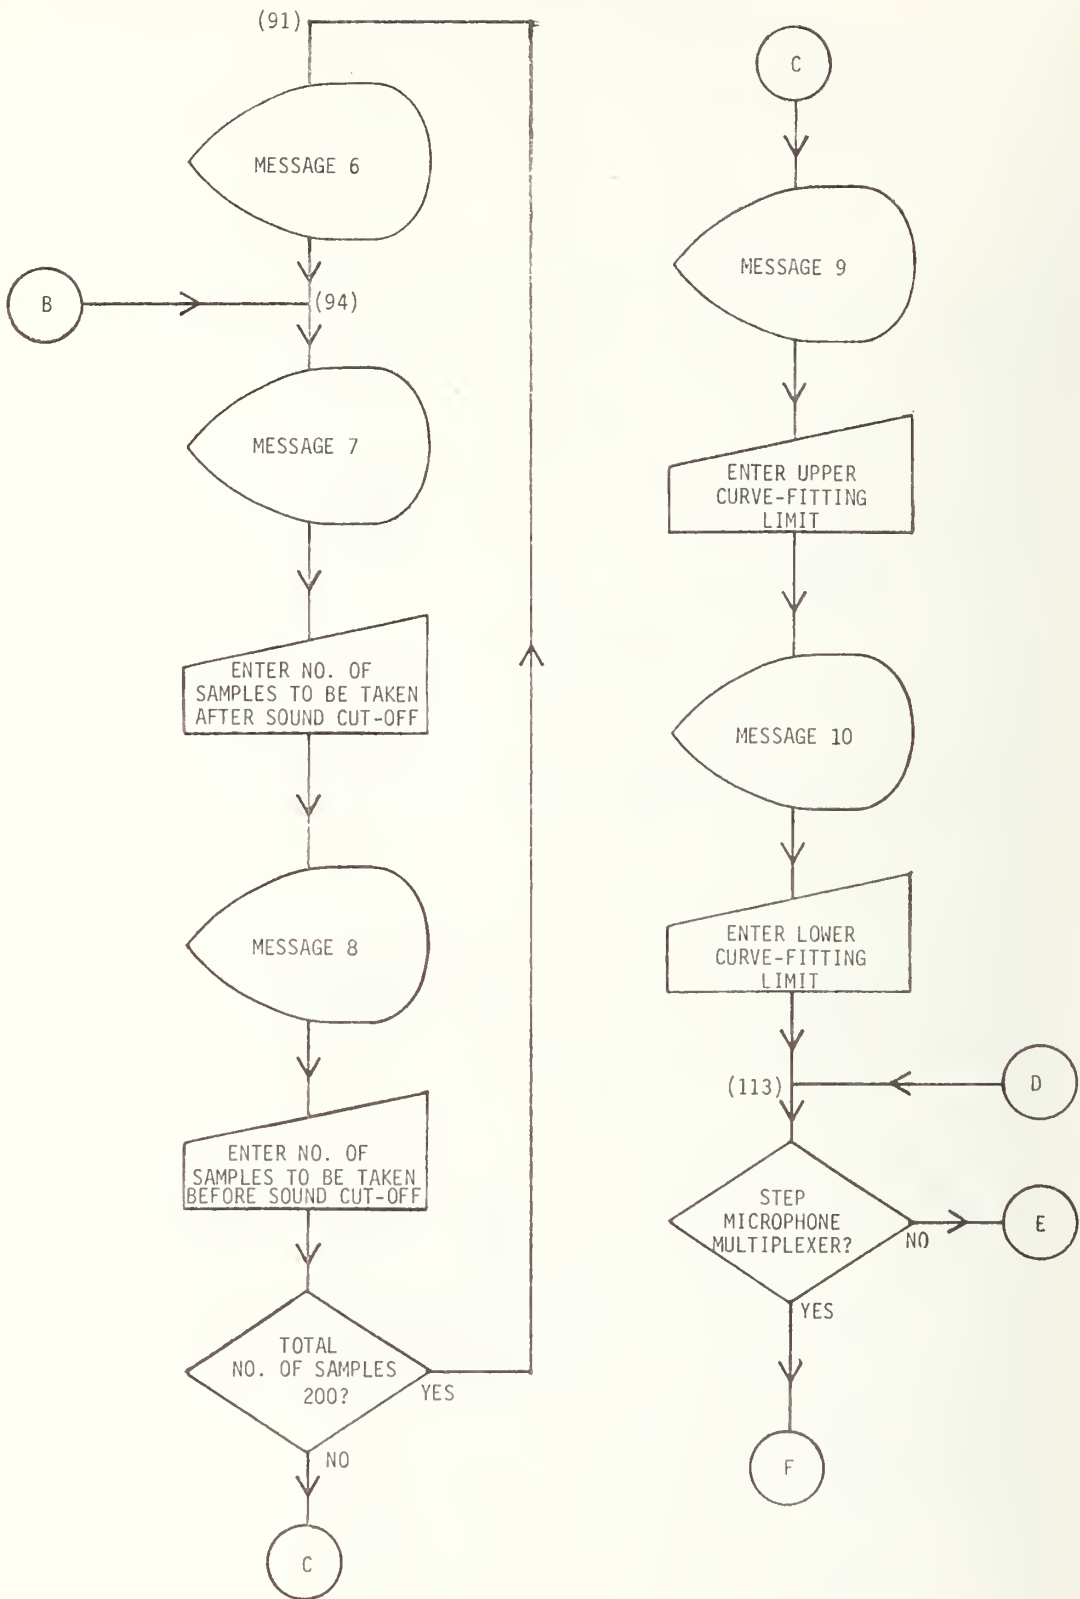 (91)
MESSAGE 6
B
(94)
MESSAGE 7
ENTER NO. OF
SAMPLES TO BE TAKEN
AFTER SOUND CUT-OFF
MESSAGE 8
ENTER NO. OF
SAMPLES TO BE TAKEN
BEFORE SOUND CUT-OFF
TOTAL
NO. OF SAMPLES
200?
YES
NO
C
C
MESSAGE 9
ENTER UPPER
CURVE-FITTING
LIMIT
MESSAGE 10
ENTER LOWER
CURVE-FITTING
LIMIT
(113)
D
STEP
MICROPHONE
MULTIPLEXER?
NO
E
YES
F